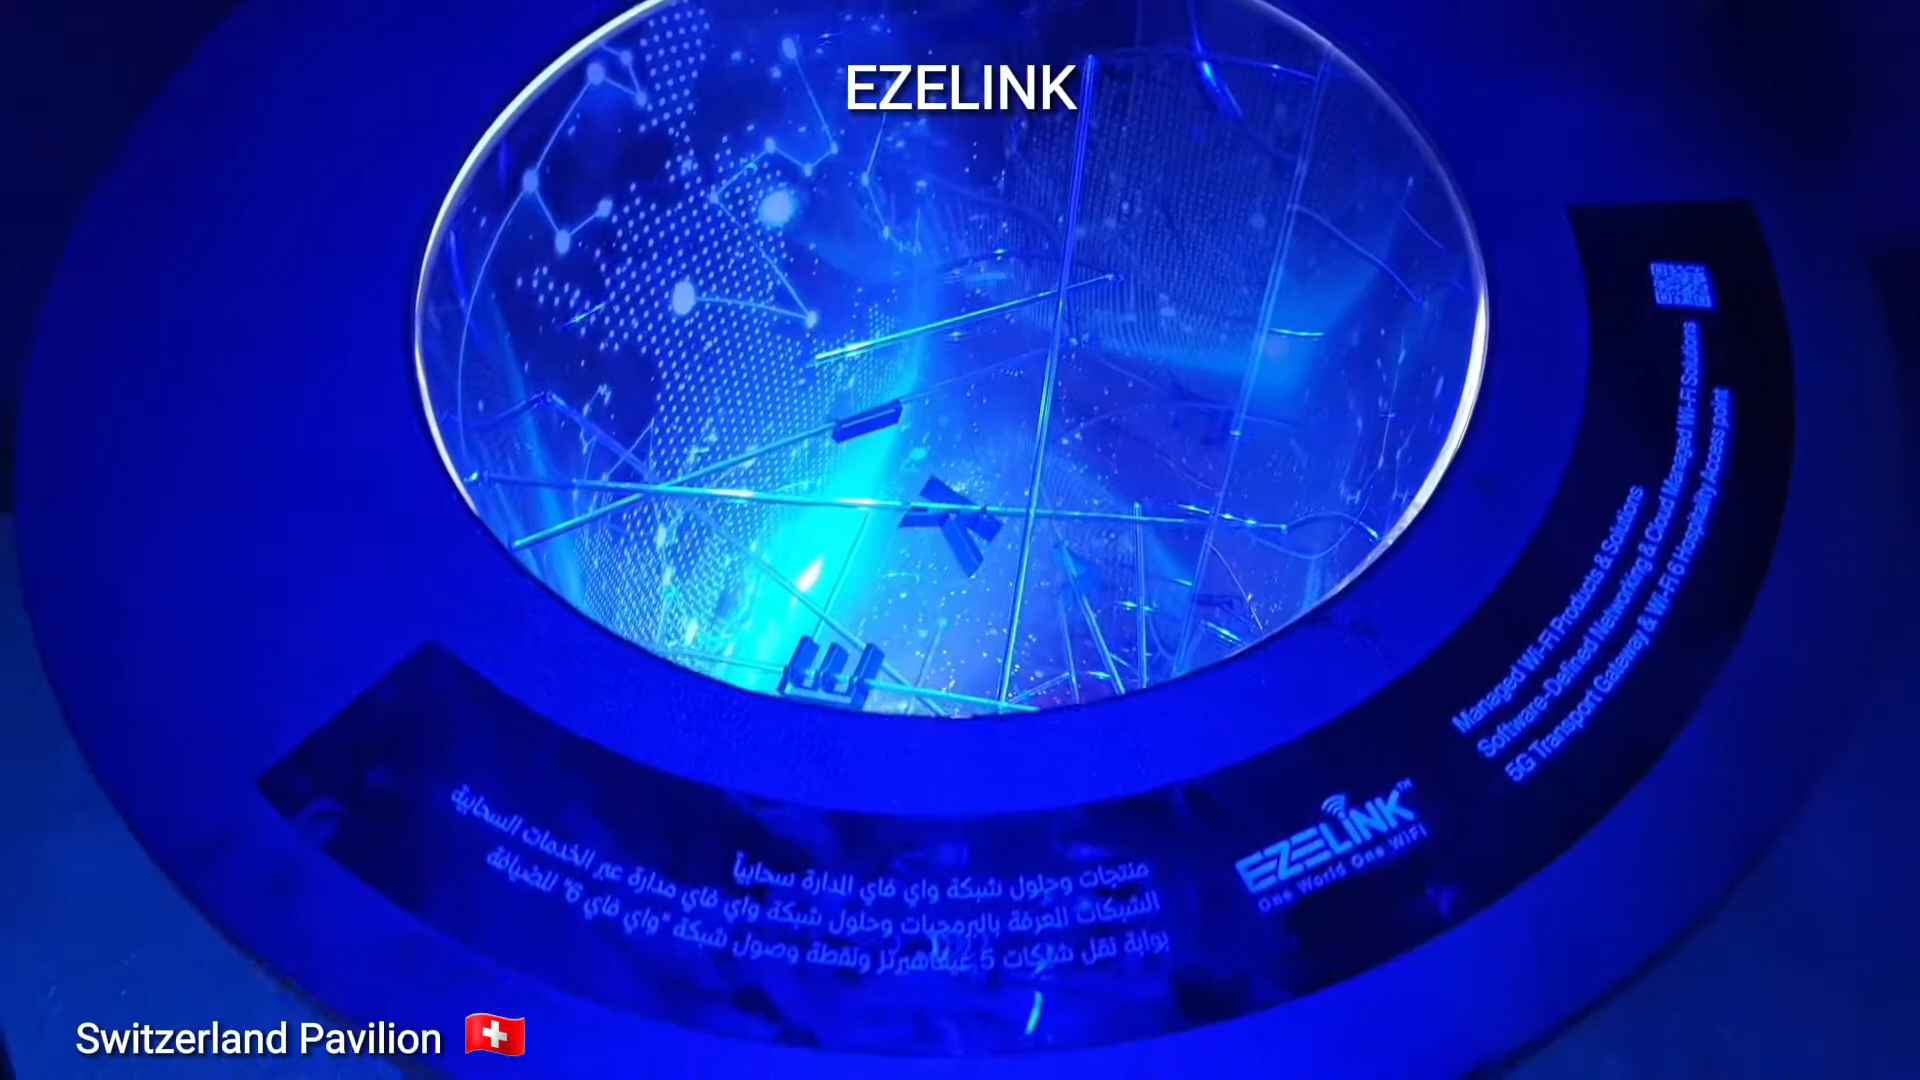 EZELINK
Managed Wi-Fi Products & Solutions
Software-Defined Networking & Cloud Managed Wi-Fi Solutions
5G Transport Gateway & Wi-Fi 6 Hospitality Access point
EZELINK™
One World One WiFi
منتجات وحلول شبكة واي فاي المدارة سحابياً
الشبكات المعرفة بالبرمجيات وحلول شبكة واي فاي مدارة عبر الخدمات السحابية
بوابة نقل شبكات 5 غيغاهيرتز ونقطة وصول شبكة "واي فاي 6" للضيافة
Switzerland Pavilion